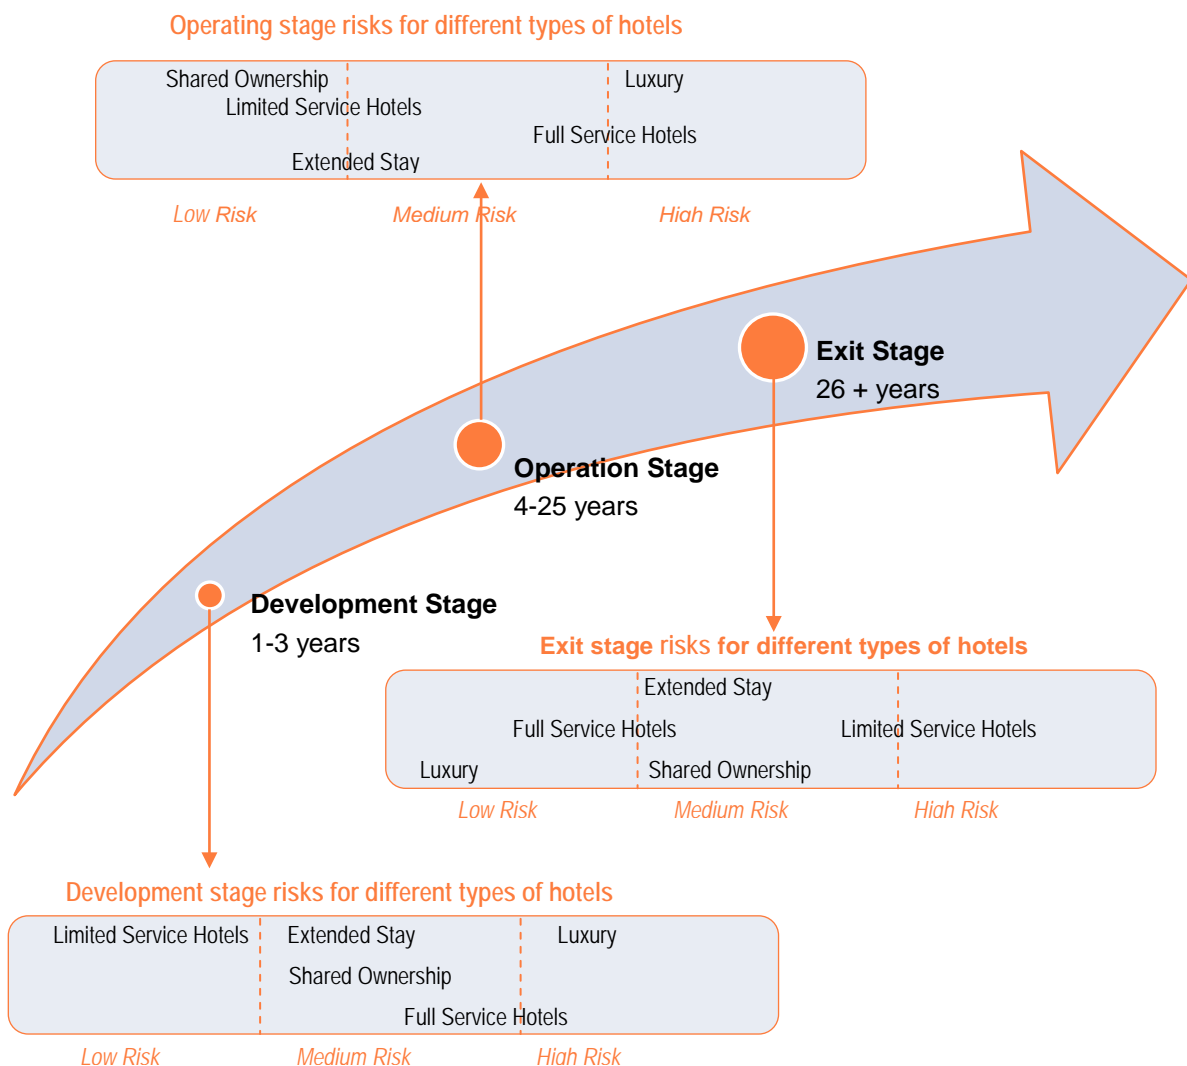 Operating stage risks for different types of hotels
Shared Ownership
Luxury
Limited Service Hotels
Full Service Hotels
Extended Stay
Low Risk
Medium Risk
Hiah Risk
Exit Stage
26 + years
Operation Stage
4-25 years
Development Stage
1-3 years
Exit stage risks for different types of hotels
Extended Stay
Full Service Hotels
Limited Service Hotels
Luxury
Shared Ownership
Low Risk
Medium Risk
Hiah Risk
Development stage risks for different types of hotels
Limited Service Hotels
Extended Stay
Luxury
Shared Ownership
Full Service Hotels
Low Risk
Medium Risk
Hiah Risk